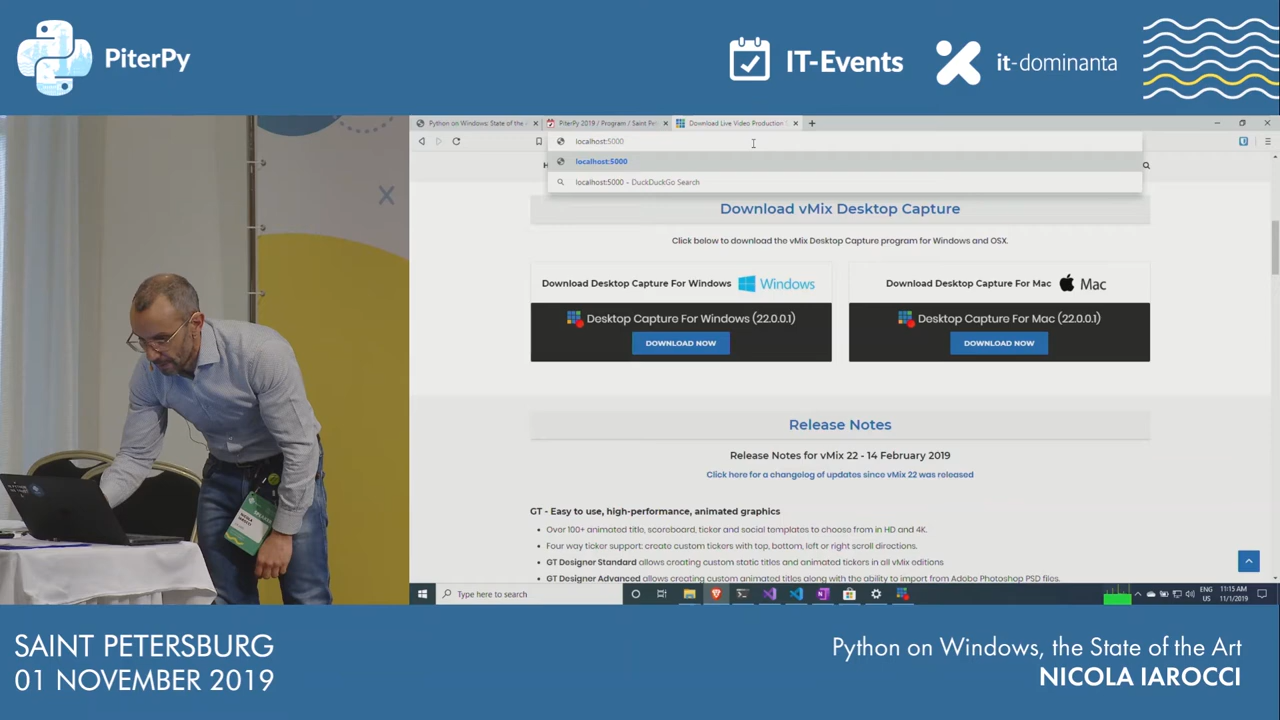 PiterPy
IT-Events
it-dominanta
Python on Windows: State of the
PiterPy 2019 / Program / Saint Pet
Download Live Video Production
localhost:5000
localhost:5000
localhost:5000 - DuckDuckGo Search
Download vMix Desktop Capture
Click below to download the vMix Desktop Capture program for Windows and OSX.
Download Desktop Capture For Windows Windows
Download Desktop Capture For Mac Mac
Desktop Capture For Windows (22.0.0.1)
DOWNLOAD NOW
Desktop Capture For Mac (22.0.0.1)
DOWNLOAD NOW
Release Notes
Release Notes for vMix 22 - 14 February 2019
Click here for a changelog of updates since vMix 22 was released
GT - Easy to use, high-performance, animated graphics
• Over 100+ animated title, scoreboard, ticker and social templates to choose from in HD and 4K.
• Four way ticker support: create custom tickers with top, bottom, left or right scroll directions.
• GT Designer Standard allows creating custom static titles and animated tickers in all vMix editions
• GT Designer Advanced allows creating custom animated titles along with the ability to import from Adobe Photoshop PSD files.
Type here to search
ENG
US
11:15 AM
11/1/2019
SAINT PETERSBURG
01 NOVEMBER 2019
Python on Windows, the State of the Art
NICOLA IAROCCI